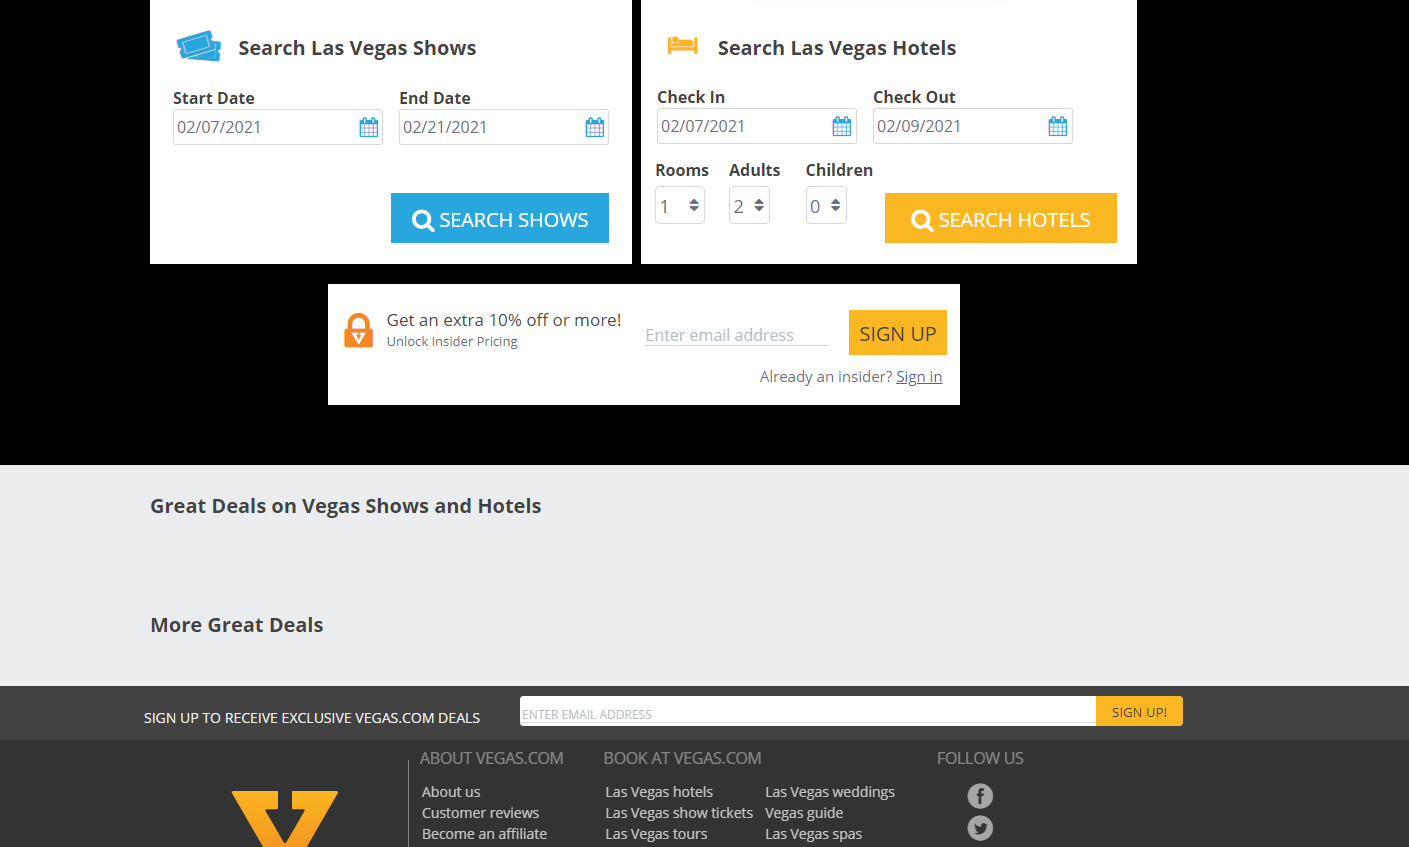 Search Las Vegas Shows
Start Date End Date
02/07/2021 02/21/2021
SEARCH SHOWS
Search Las Vegas Hotels
Check In Check Out
02/07/2021 02/09/2021
Rooms Adults Children
1 2 0
SEARCH HOTELS
Get an extra 10% off or more!
Unlock Insider Pricing
Enter email address
SIGN UP
Already an insider? Sign in
Great Deals on Vegas Shows and Hotels
More Great Deals
SIGN UP TO RECEIVE EXCLUSIVE VEGAS.COM DEALS
ENTER EMAIL ADDRESS
SIGN UP!
ABOUT VEGAS.COM
About us
Customer reviews
Become an affiliate
BOOK AT VEGAS.COM
Las Vegas hotels
Las Vegas show tickets
Las Vegas tours
Las Vegas weddings
Vegas guide
Las Vegas spas
FOLLOW US